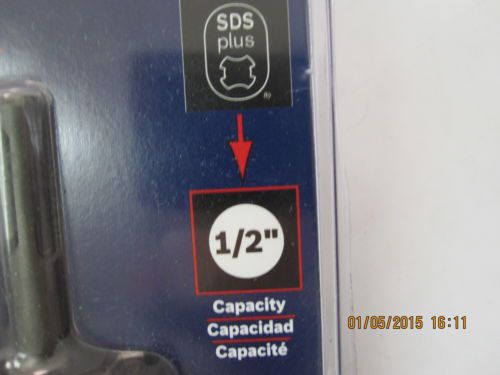 SDS
plus
®
1/2"
Capacity
Capacidad
Capacité
01/05/2015 16:11